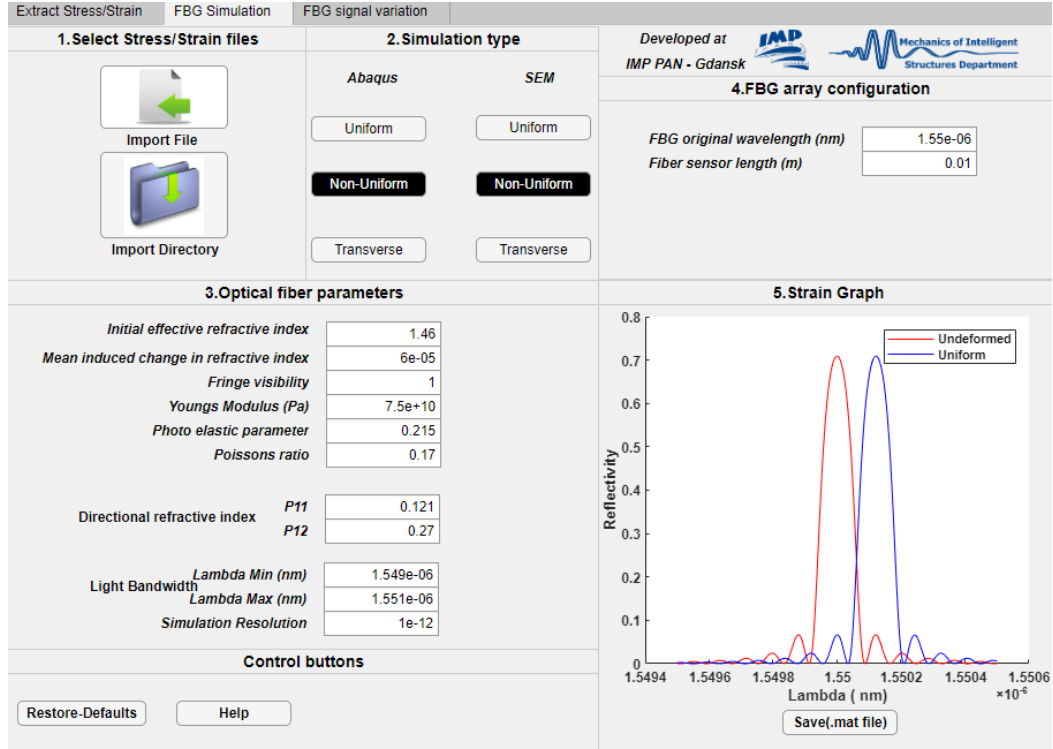 Extract Stress/Strain FBG Simulation FBG signal variation
1.Select Stress/Strain files
Import File
Import Directory
2.Simulation type
Abaqus SEM
Uniform Uniform
Non-Uniform Non-Uniform
Transverse Transverse
Developed at
IMP PAN - Gdansk
IMP
Mechanics of Intelligent
Structures Department
4.FBG array configuration
FBG original wavelength (nm) 1.55e-06
Fiber sensor length (m) 0.01
3.Optical fiber parameters
Initial effective refractive index 1.46
Mean induced change in refractive index 6e-05
Fringe visibility 1
Youngs Modulus (Pa) 7.5e+10
Photo elastic parameter 0.215
Poissons ratio 0.17
Directional refractive index
P11 0.121
P12 0.27
Light Bandwidth
Lambda Min (nm) 1.549e-06
Lambda Max (nm) 1.551e-06
Simulation Resolution 1e-12
Control buttons
Restore-Defaults Help
5.Strain Graph
Undeformed
Uniform
Reflectivity
0.8
0.7
0.6
0.5
0.4
0.3
0.2
0.1
0
1.5494 1.5496 1.5498 1.55 1.5502 1.5504 1.5506
Lambda ( nm) ×10⁻⁶
Save(.mat file)